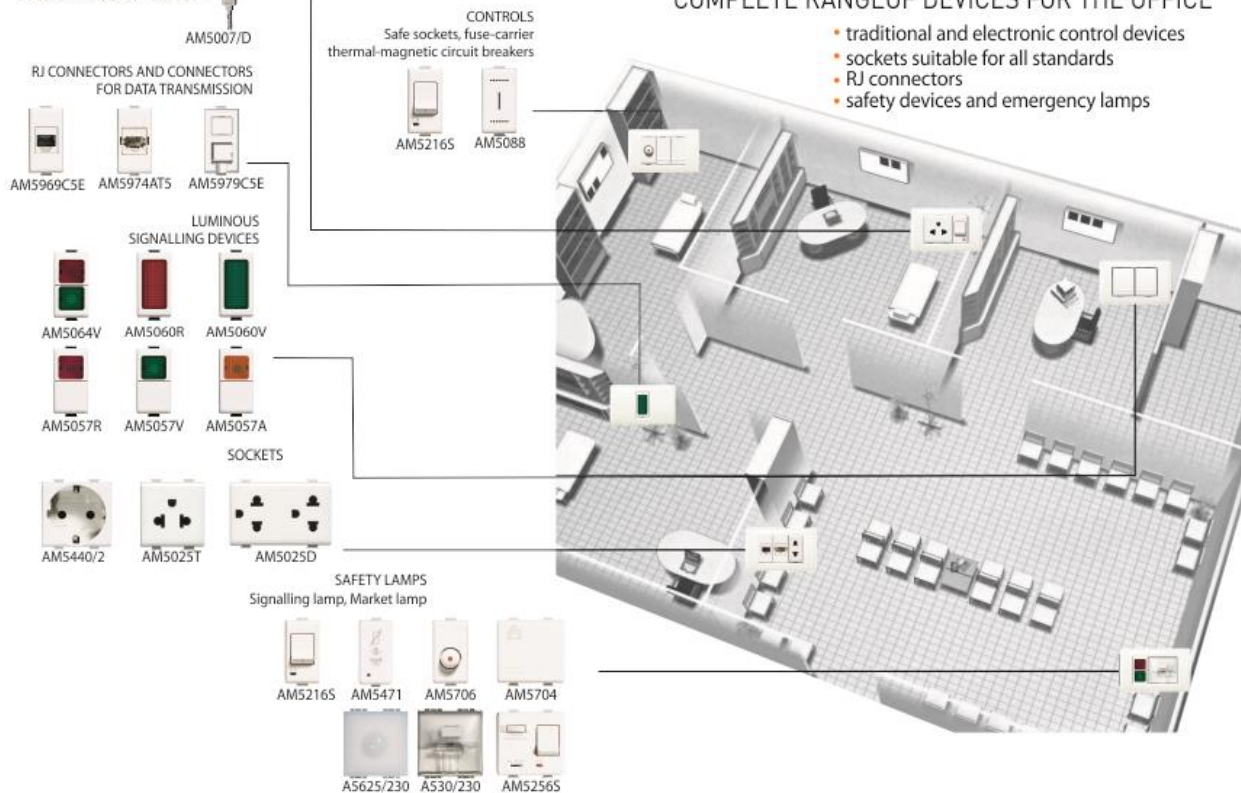 COMPLETE RANGEOF DEVICES FOR THE OFFICE
• traditional and electronic control devices
• sockets suitable for all standards
• RJ connectors
• safety devices and emergency lamps
AM5007/D
CONTROLS
Safe sockets, fuse-carrier
thermal-magnetic circuit breakers
AM5216S AM5088
RJ CONNECTORS AND CONNECTORS
FOR DATA TRANSMISSION
AM5969C5E AM5974AT5 AM5979C5E
LUMINOUS
SIGNALLING DEVICES
AM5064V AM5060R AM5060V
AM5057R AM5057V AM5057A
SOCKETS
AM5440/2 AM5025T AM5025D
SAFETY LAMPS
Signalling lamp, Market lamp
AM5216S AM5471 AM5706 AM5704
A5625/230 A530/230 AM5256S